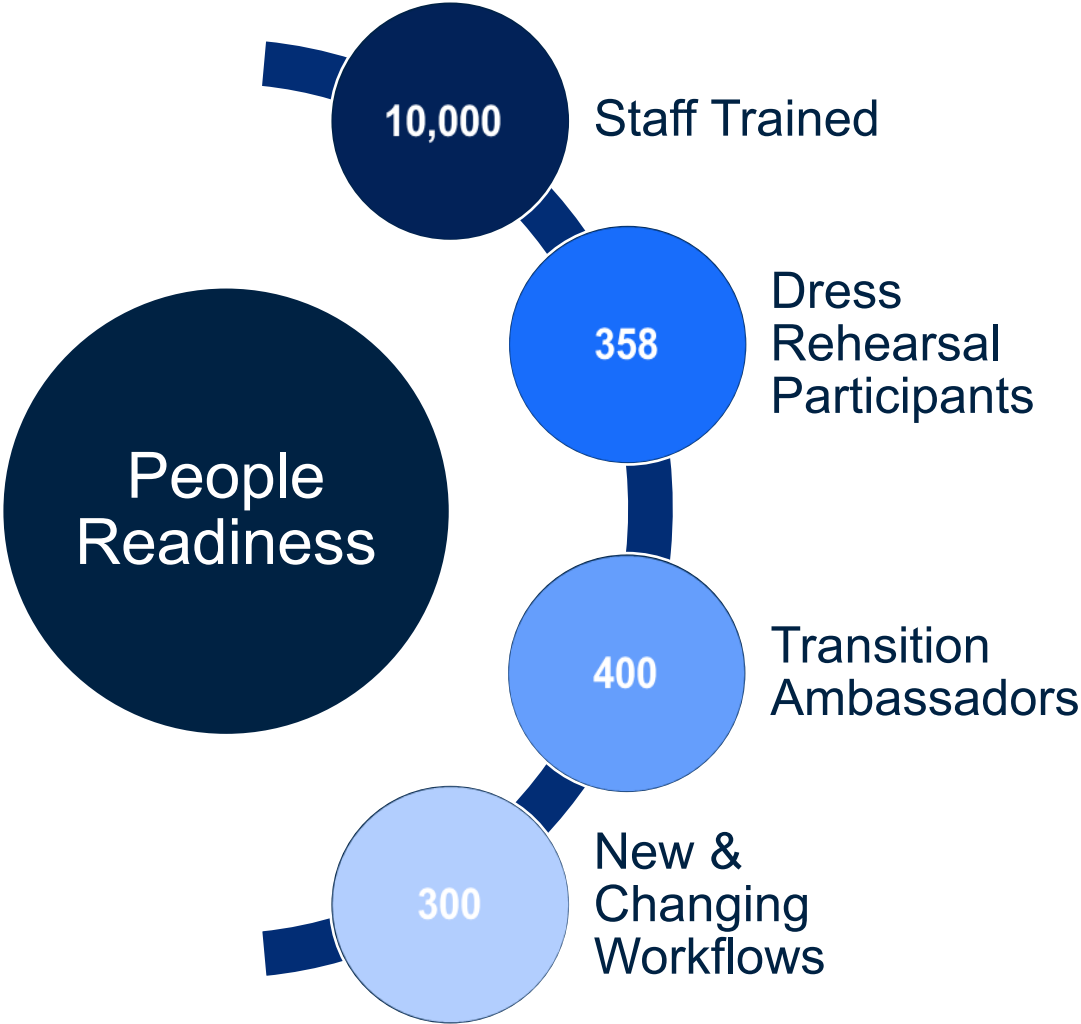 10,000
Staff Trained
358
Dress
Rehearsal
Participants
People
Readiness
400
Transition
Ambassadors
300
New &
Changing
Workflows